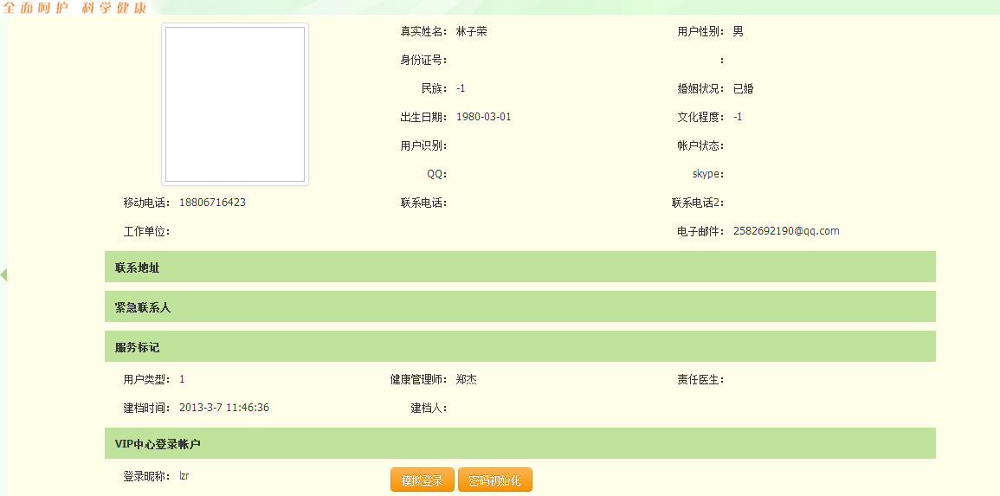 全面呵护 科学健康
真实姓名： 林子荣 用户性别： 男
身份证号： ：
民族： -1 婚姻状况： 已婚
出生日期： 1980-03-01 文化程度： -1
用户识别： 帐户状态：
QQ： skype：
移动电话： 18806716423 联系电话： 联系电话2：
工作单位： 电子邮件： 2582692190@qq.com
联系地址
紧急联系人
服务标记
用户类型： 1 健康管理师： 郑杰 责任医生：
建档时间： 2013-3-7 11:46:36 建档人：
VIP中心登录帐户
登录昵称： lzr 模拟登录 密码初始化